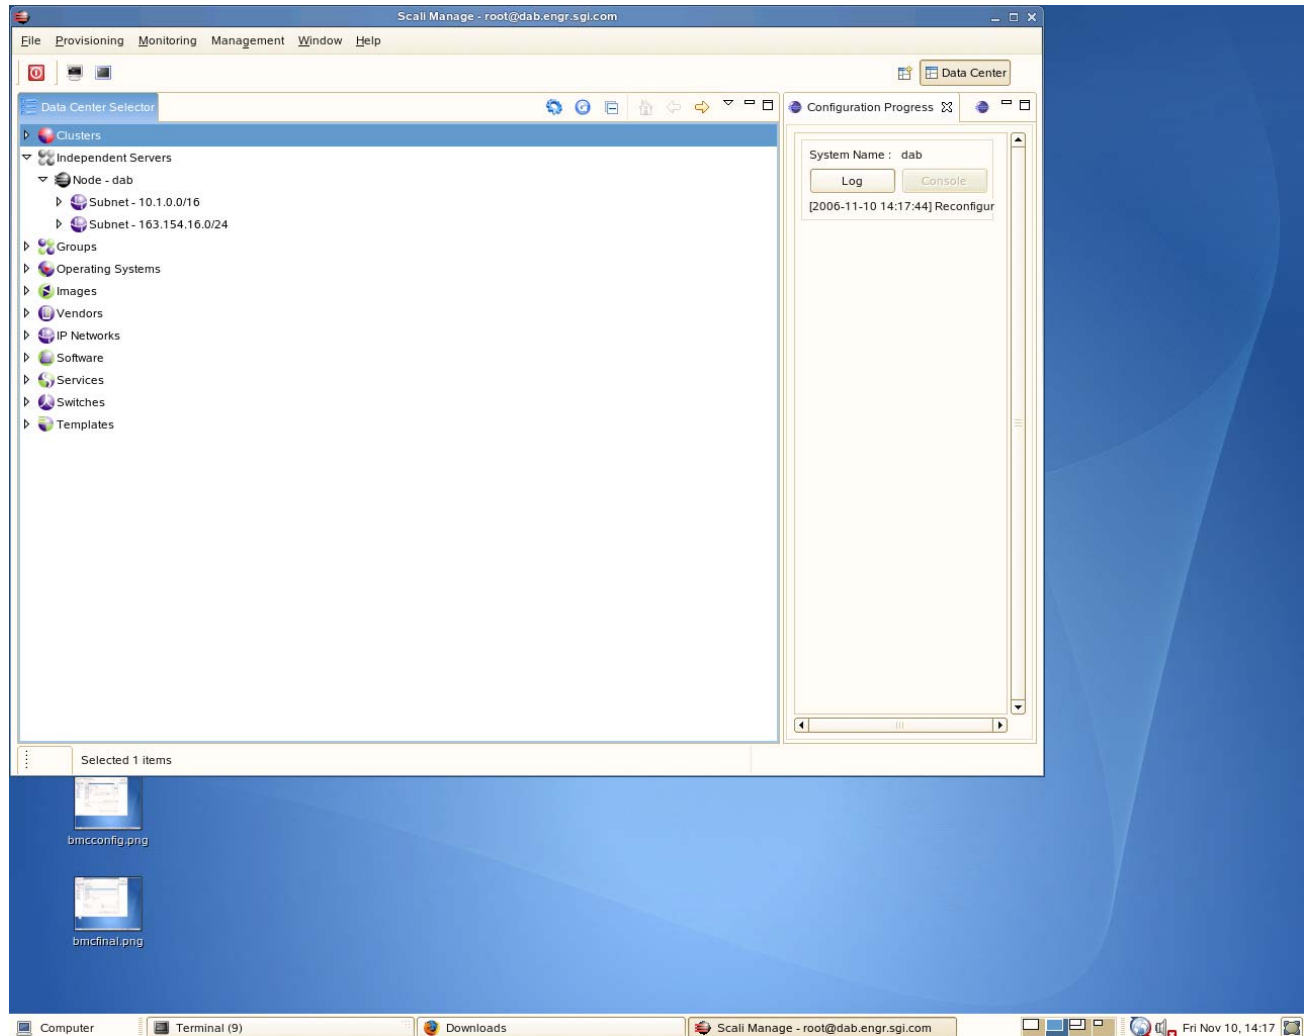 Scali Manage - root@dab.engr.sgi.com
File Provisioning Monitoring Management Window Help
Data Center
Data Center Selector
Configuration Progress
Clusters
Independent Servers
Node - dab
Subnet - 10.1.0.0/16
Subnet - 163.154.16.0/24
Groups
Operating Systems
Images
Vendors
IP Networks
Software
Services
Switches
Templates
System Name : dab
Log Console
[2006-11-10 14:17:44] Reconfigur
Selected 1 items
bmcconfig.png
bmcfinal.png
Computer Terminal (9) Downloads Scali Manage - root@dab.engr.sgi.com Fri Nov 10, 14:17